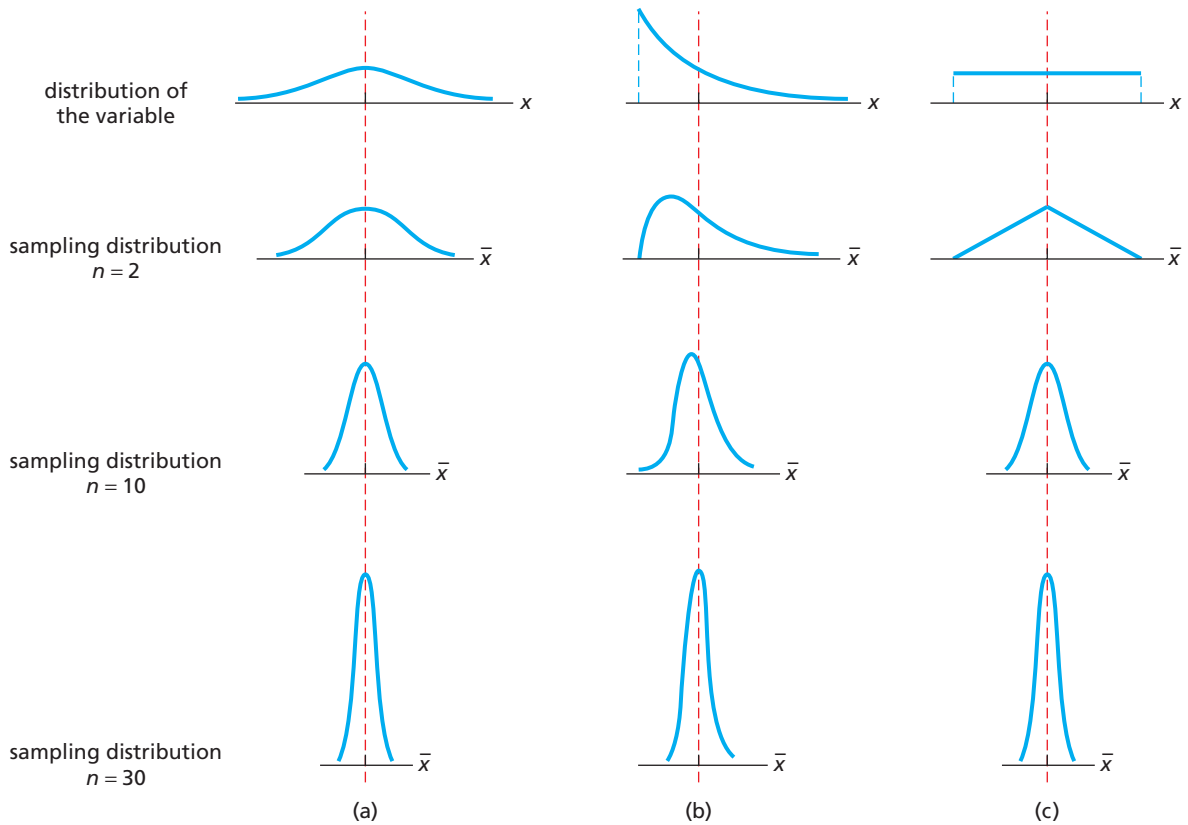 distribution of
the variable
x
x
x
sampling distribution
n = 2
x̄
x̄
x̄
sampling distribution
n = 10
x̄
x̄
x̄
sampling distribution
n = 30
x̄
x̄
x̄
(a)
(b)
(c)